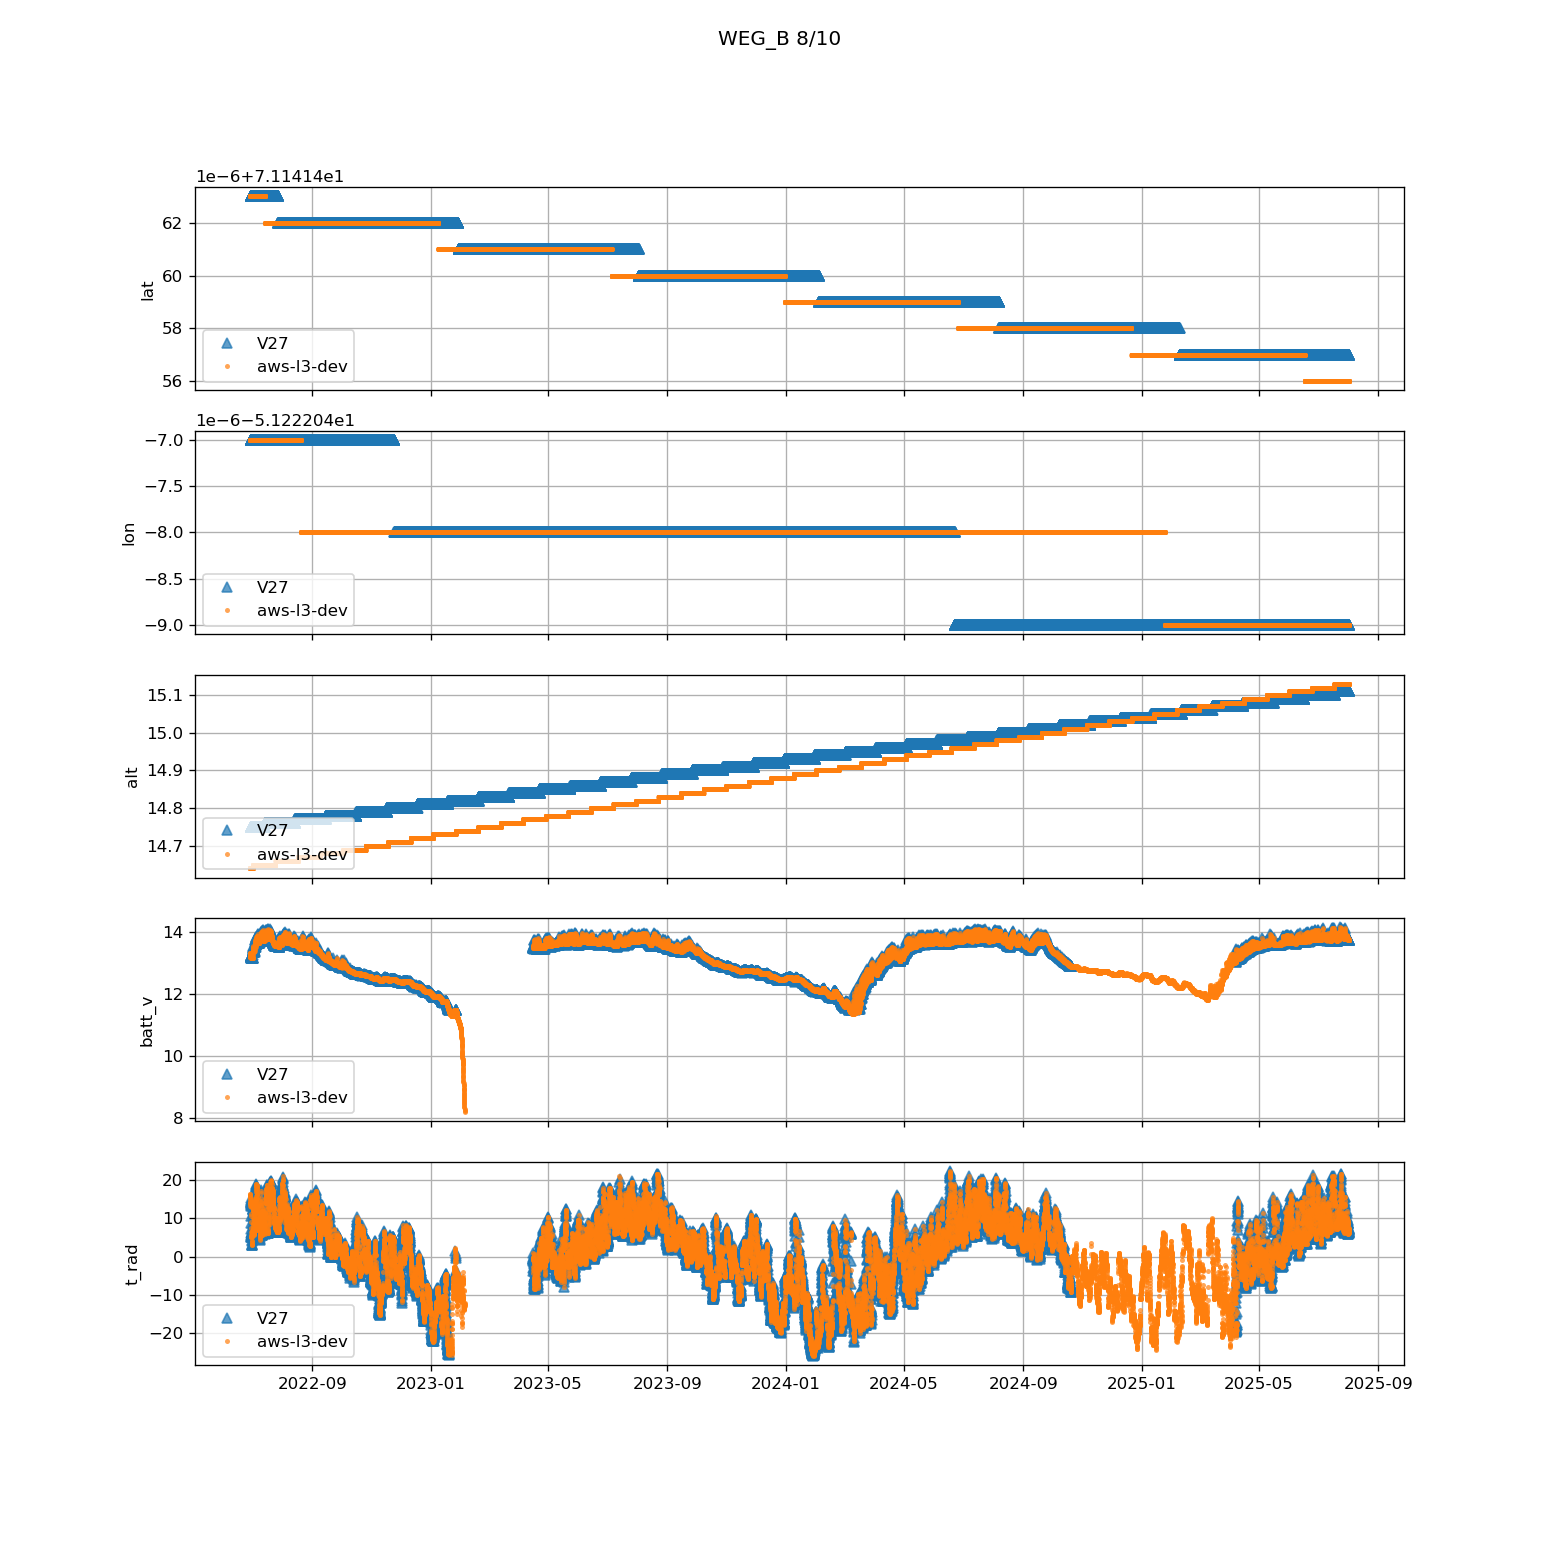 WEG_B 8/10
1e−6+7.11414e1
62
60
58
56
lat
V27
aws-l3-dev
1e−6−5.122204e1
−7.0
−7.5
−8.0
−8.5
−9.0
lon
V27
aws-l3-dev
15.1
15.0
14.9
14.8
14.7
alt
V27
aws-l3-dev
14
12
10
8
batt_v
V27
aws-l3-dev
20
10
0
−10
−20
t_rad
V27
aws-l3-dev
2022-09
2023-01
2023-05
2023-09
2024-01
2024-05
2024-09
2025-01
2025-05
2025-09